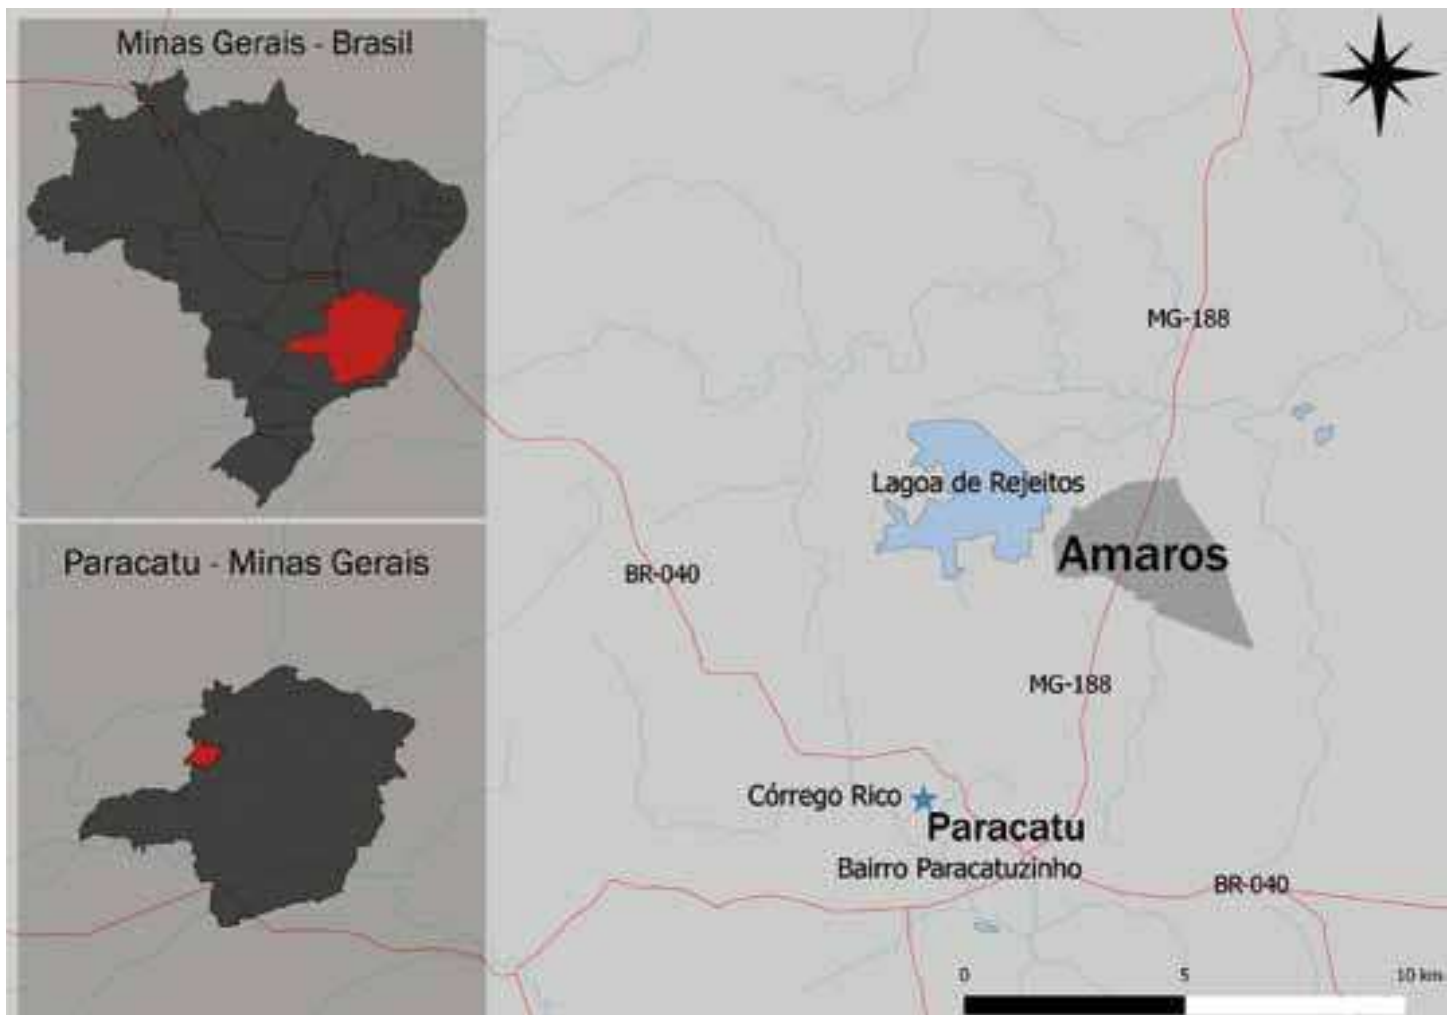 Minas Gerais - Brasil
Paracatu - Minas Gerais
MG-188
Lagoa de Rejeitos
Amaros
BR-040
MG-188
Córrego Rico
Paracatu
Bairro Paracatuzinho
BR-040
0 5 10 km